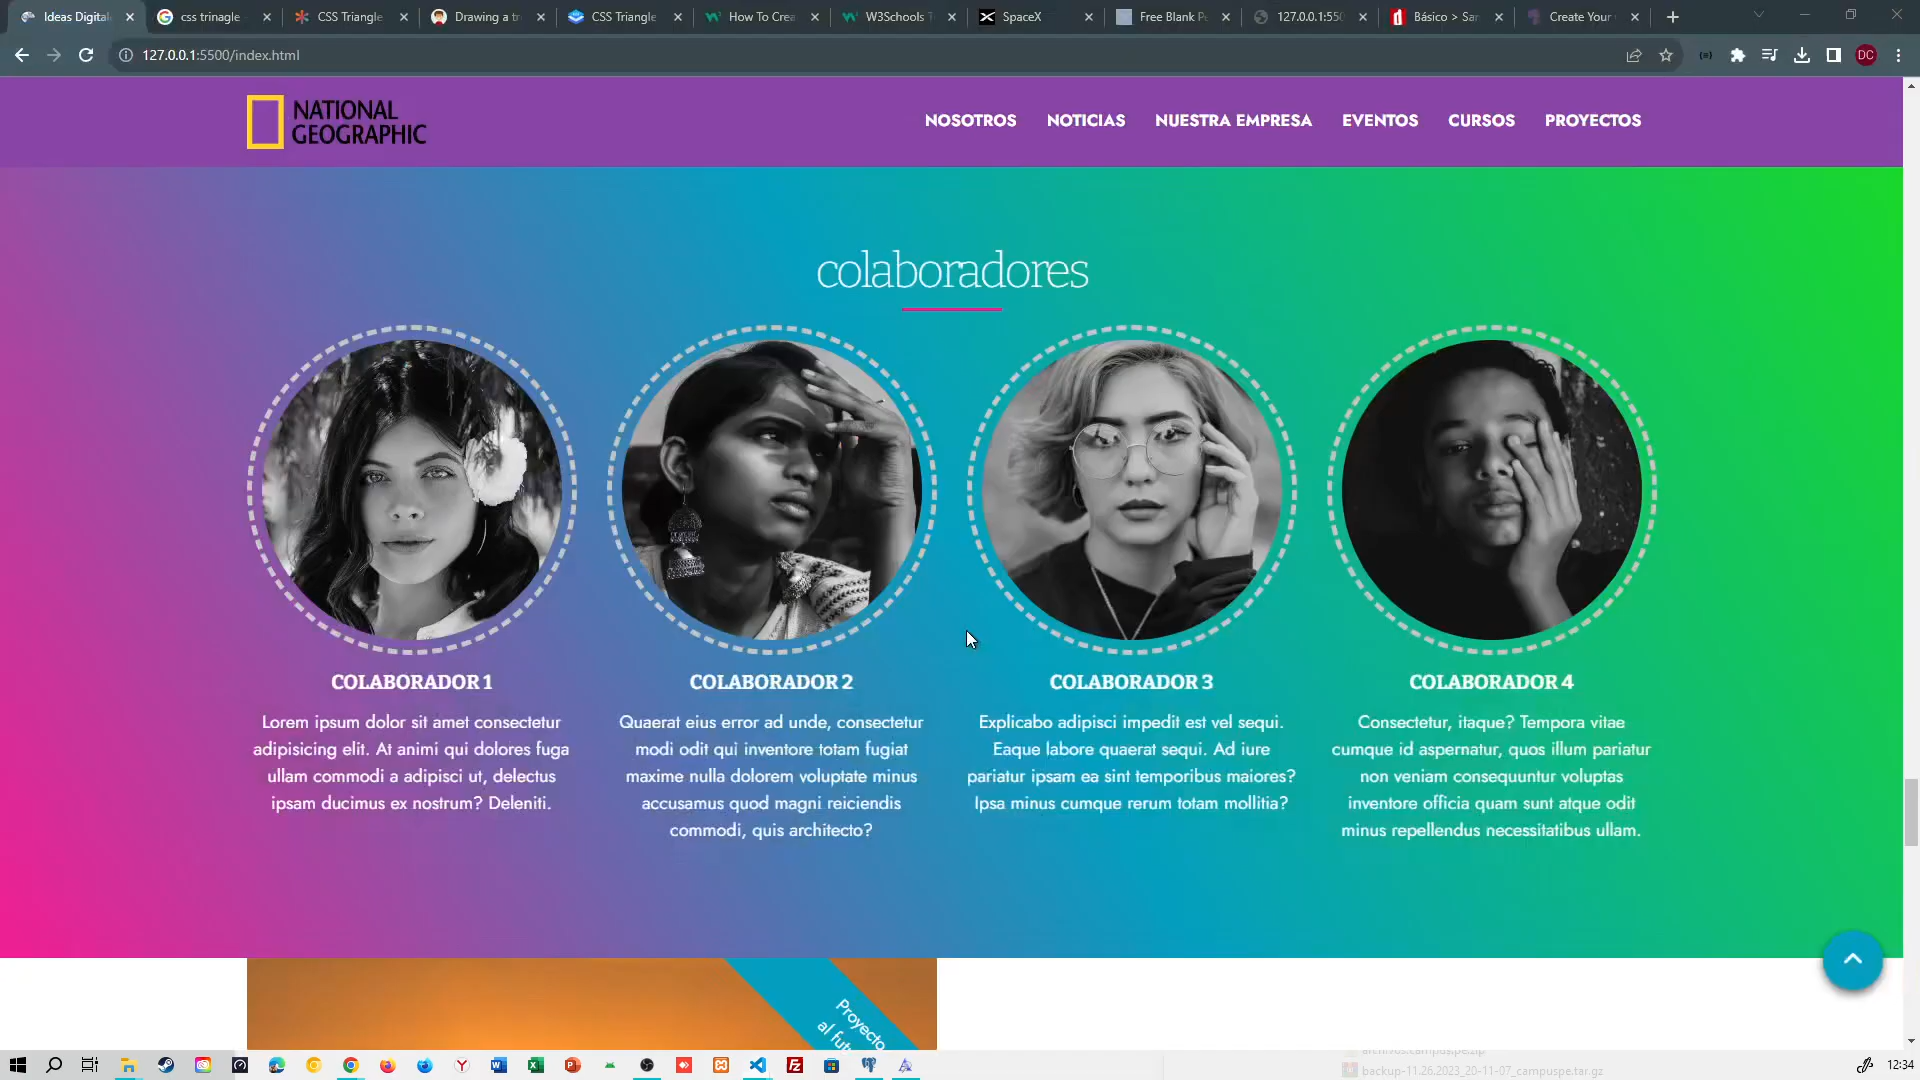 Ideas Digital
css trinagle
CSS Triangle
Drawing a tr
CSS Triangle
How To Crea
W3Schools T
SpaceX
Free Blank P
127.0.0.1:550
Básico > San
Create Your
127.0.0.1:5500/index.html
DC
NATIONAL
GEOGRAPHIC
NOSOTROS NOTICIAS NUESTRA EMPRESA EVENTOS CURSOS PROYECTOS
colaboradores
COLABORADOR 1
Lorem ipsum dolor sit amet consectetur
adipisicing elit. At animi qui dolores fuga
ullam commodi a adipisci ut, delectus
ipsam ducimus ex nostrum? Deleniti.
COLABORADOR 2
Quaerat eius error ad unde, consectetur
modi odit qui inventore totam fugiat
maxime nulla dolorem voluptate minus
accusamus quod magni reiciendis
commodi, quis architecto?
COLABORADOR 3
Explicabo adipisci impedit est vel sequi.
Eaque labore quaerat sequi. Ad iure
pariatur ipsam ea sint temporibus maiores?
Ipsa minus cumque rerum totam mollitia?
COLABORADOR 4
Consectetur, itaque? Tempora vitae
cumque id aspernatur, quos illum pariatur
non veniam consequuntur voluptas
inventore officia quam sunt atque odit
minus repellendus necessitatibus ullam.
Proyecto
al fut
backup-11.26.2023_20-11-07_campuspe.tar.gz
12:34